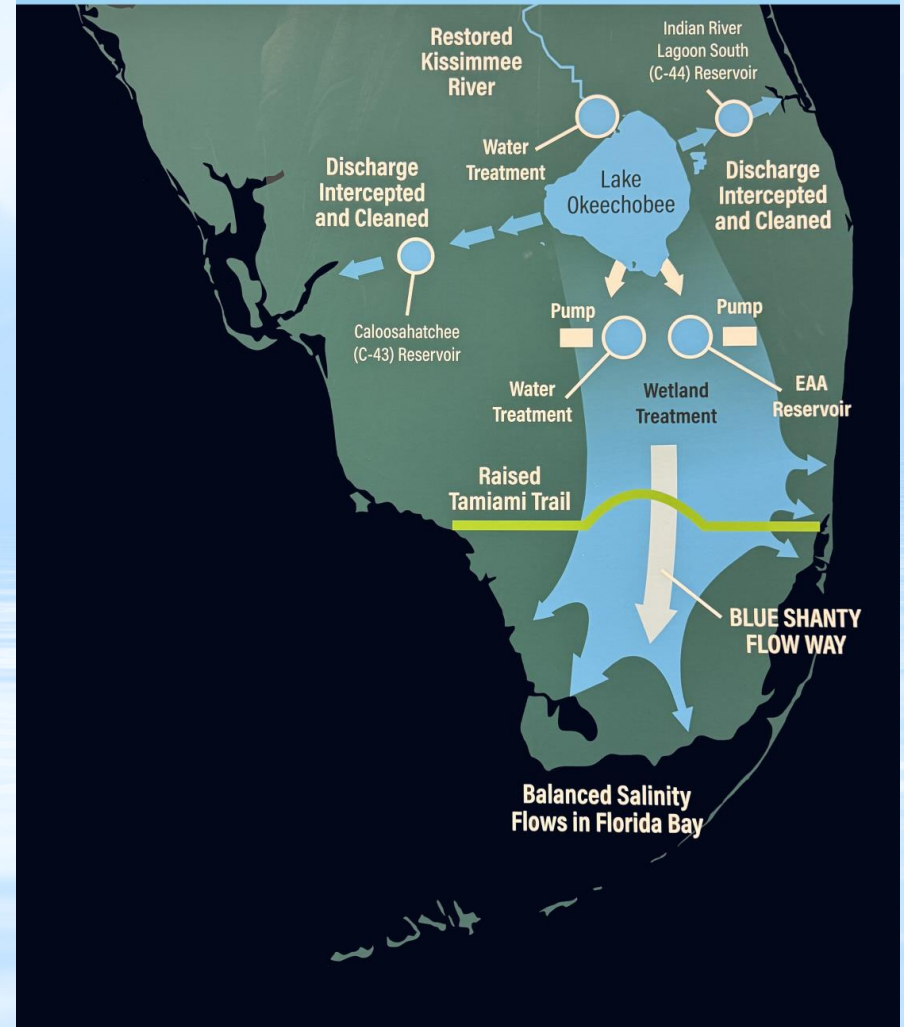 Restored
Kissimmee
River
Indian River
Lagoon South
(C-44) Reservoir
Water
Treatment
Lake
Okeechobee
Discharge
Intercepted
and Cleaned
Discharge
Intercepted
and Cleaned
Caloosahatchee
(C-43) Reservoir
Pump
Pump
Water
Treatment
Wetland
Treatment
EAA
Reservoir
Raised
Tamiami Trail
BLUE SHANTY
FLOW WAY
Balanced Salinity
Flows in Florida Bay